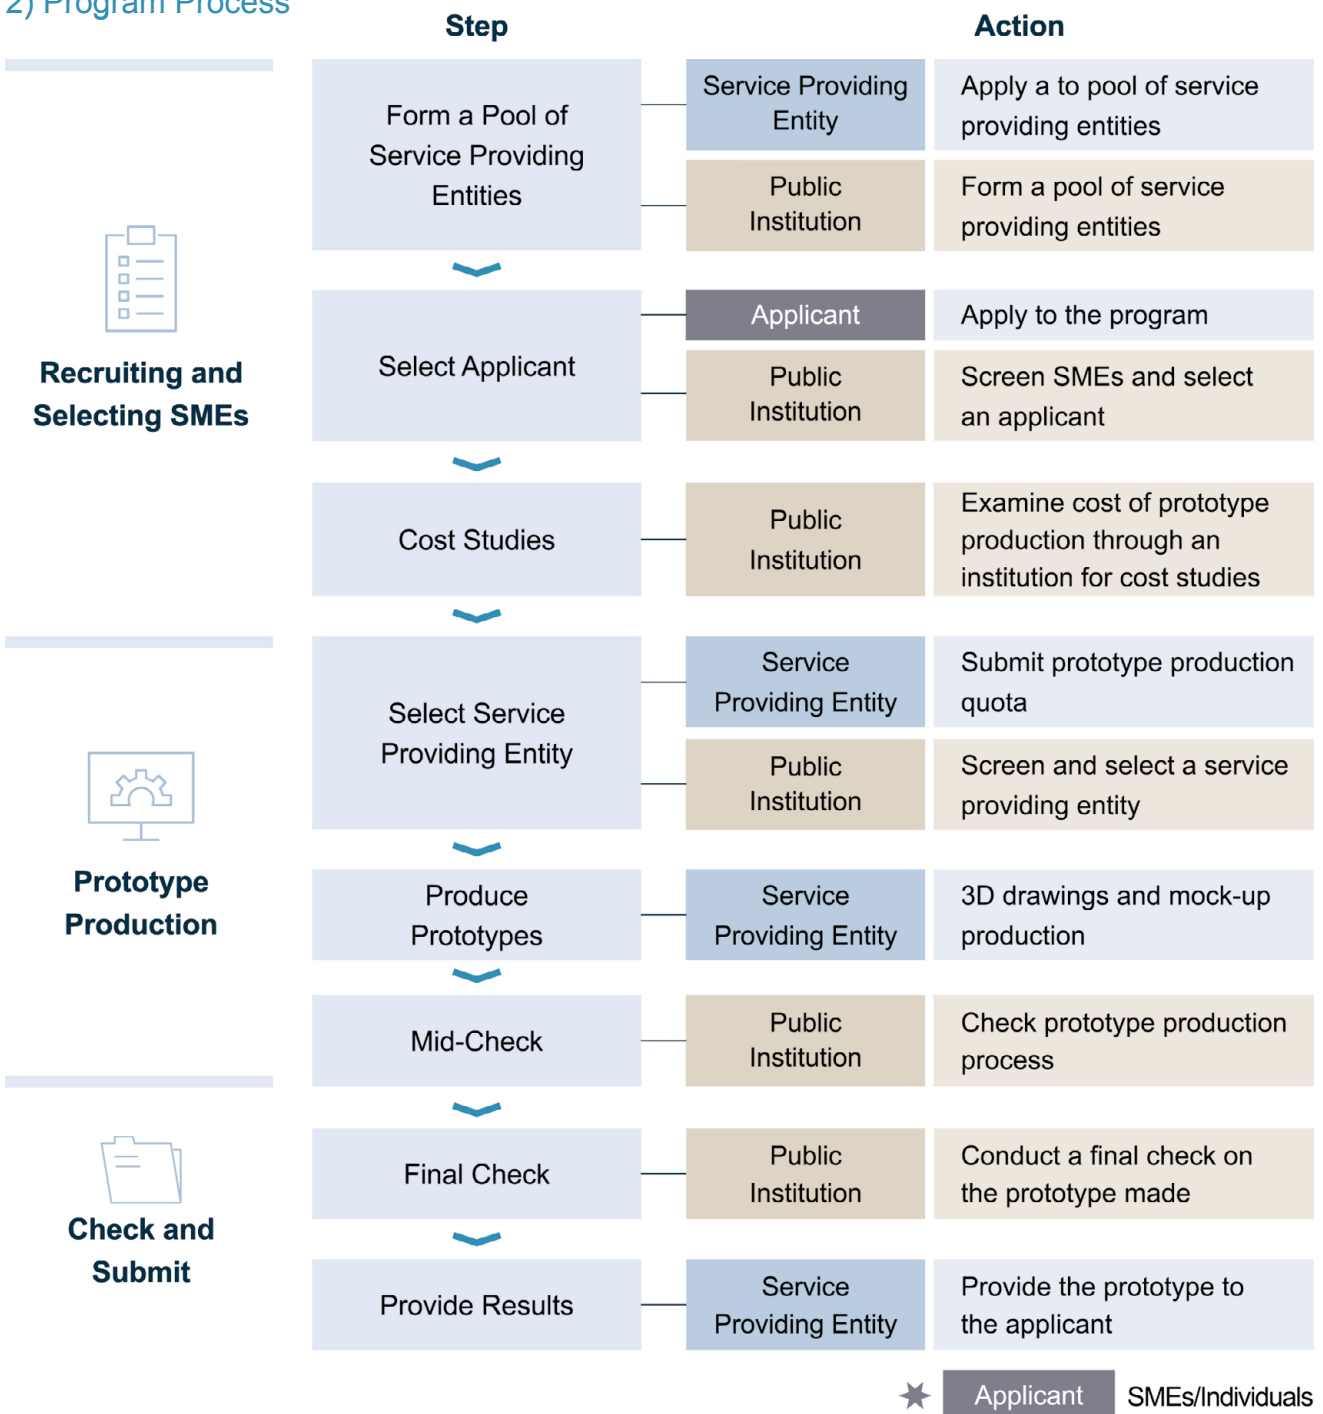 2) Program Process
Step
Action
Recruiting and
Selecting SMEs
Form a Pool of
Service Providing
Entities
Service Providing
Entity
Apply a to pool of service
providing entities
Public
Institution
Form a pool of service
providing entities
Select Applicant
Applicant
Apply to the program
Public
Institution
Screen SMEs and select
an applicant
Cost Studies
Public
Institution
Examine cost of prototype
production through an
institution for cost studies
Prototype
Production
Select Service
Providing Entity
Service
Providing Entity
Submit prototype production
quota
Public
Institution
Screen and select a service
providing entity
Produce
Prototypes
Service
Providing Entity
3D drawings and mock-up
production
Mid-Check
Public
Institution
Check prototype production
process
Check and
Submit
Final Check
Public
Institution
Conduct a final check on
the prototype made
Provide Results
Service
Providing Entity
Provide the prototype to
the applicant
Applicant
SMEs/Individuals